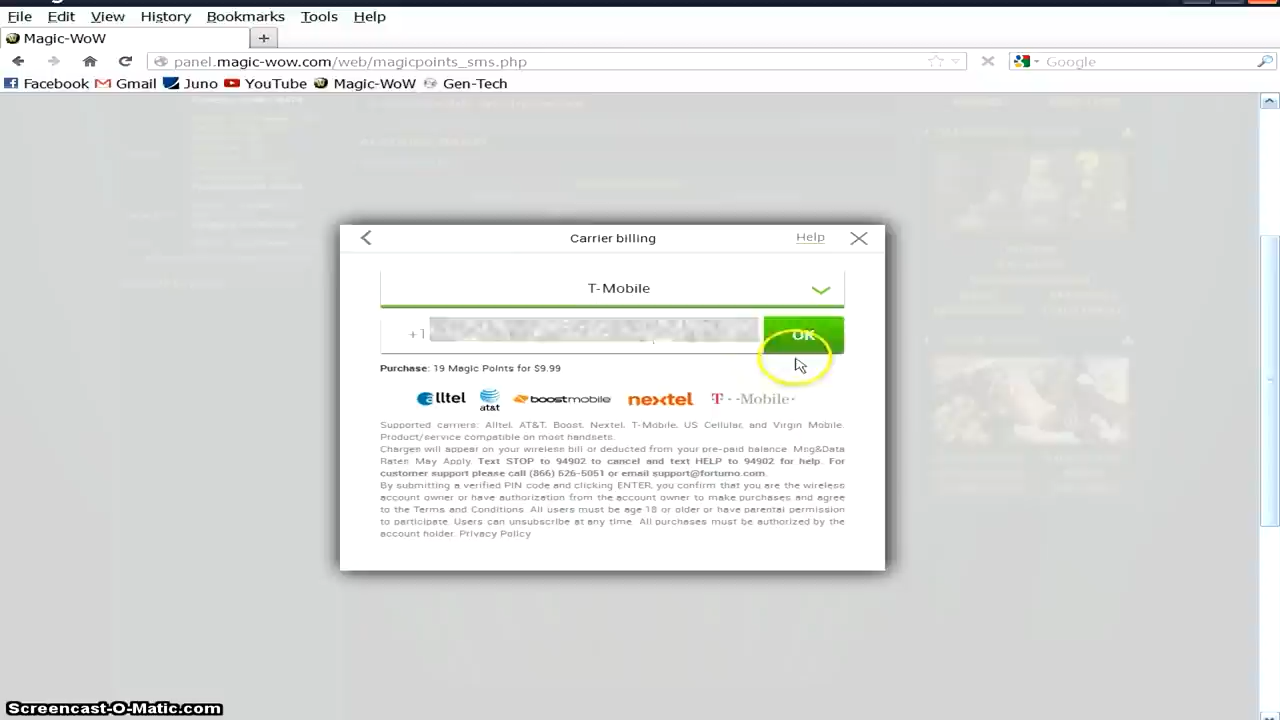 File Edit View History Bookmarks Tools Help
Magic-WoW
panel.magic-wow.com/web/magicpoints_sms.php
Google
Facebook Gmail Juno YouTube Magic-WoW Gen-Tech
Carrier billing
Help
T-Mobile
+1
OK
Purchase: 19 Magic Points for $9.99
alltel at&t boostmobile nextel T-Mobile
Supported carriers: Alltel, AT&T, Boost, Nextel, T-Mobile, US Cellular, and Virgin Mobile.
Product/service compatible on most handsets.
Charges will appear on your wireless bill or deducted from your pre-paid balance. Msg&Data
Rates May Apply. Text STOP to 94902 to cancel and text HELP to 94902 for help. For
customer support please call (866) 526-5051 or email support@fortumo.com.
By submitting a verified PIN code and clicking ENTER, you confirm that you are the wireless
account owner or have authorization from the account owner to make purchases and agree
to the Terms and Conditions. All users must be age 18 or older or have parental permission
to participate. Users can unsubscribe at any time. All purchases must be authorized by the
account holder. Privacy Policy
Screencast-O-Matic.com